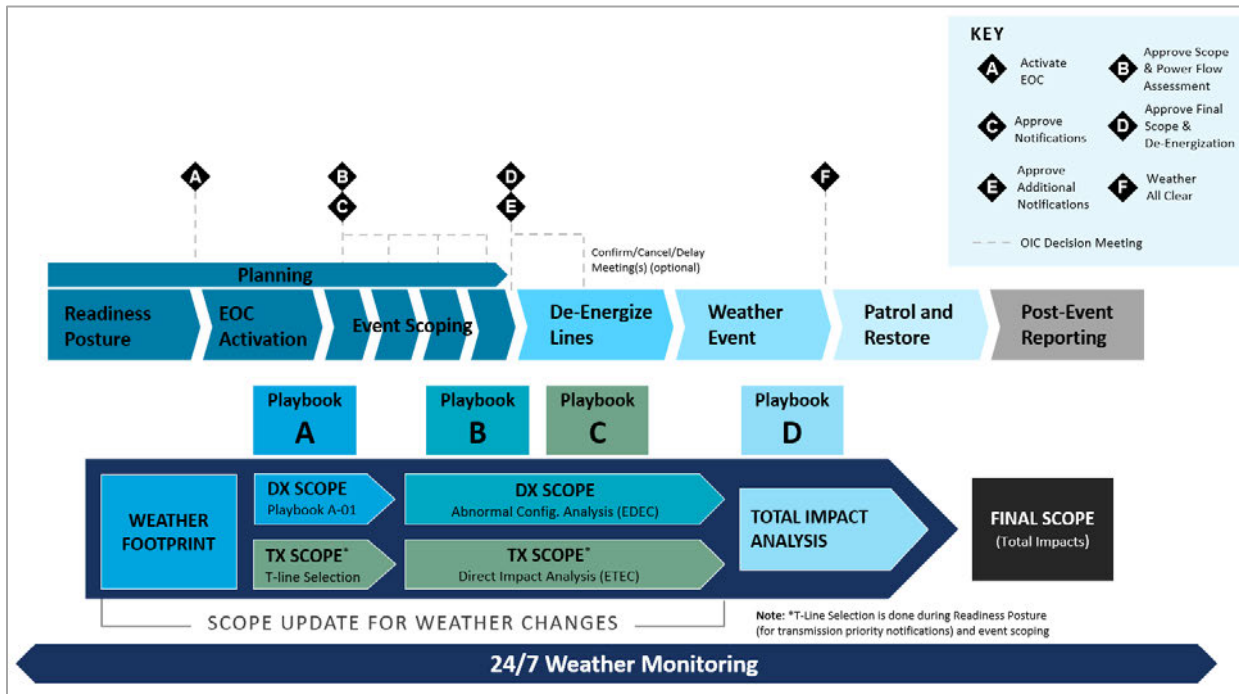 KEY
A
Activate
EOC
B
Approve Scope
& Power Flow
Assessment
C
Approve
Notifications
D
Approve Final
Scope &
De-Energization
E
Approve
Additional
Notifications
F
Weather
All Clear
OIC Decision Meeting
A
B
C
D
E
F
Confirm/Cancel/Delay
Meeting(s) (optional)
Planning
Readiness
Posture
EOC
Activation
Event Scoping
De-Energize
Lines
Weather
Event
Patrol and
Restore
Post-Event
Reporting
Playbook
A
Playbook
B
Playbook
C
Playbook
D
WEATHER
FOOTPRINT
DX SCOPE
Playbook A-01
TX SCOPE*
T-line Selection
DX SCOPE
Abnormal Config. Analysis (EDEC)
TX SCOPE*
Direct Impact Analysis (ETEC)
TOTAL IMPACT
ANALYSIS
FINAL SCOPE
(Total Impacts)
SCOPE UPDATE FOR WEATHER CHANGES
Note: *T-Line Selection is done during Readiness Posture
(for transmission priority notifications) and event scoping
24/7 Weather Monitoring